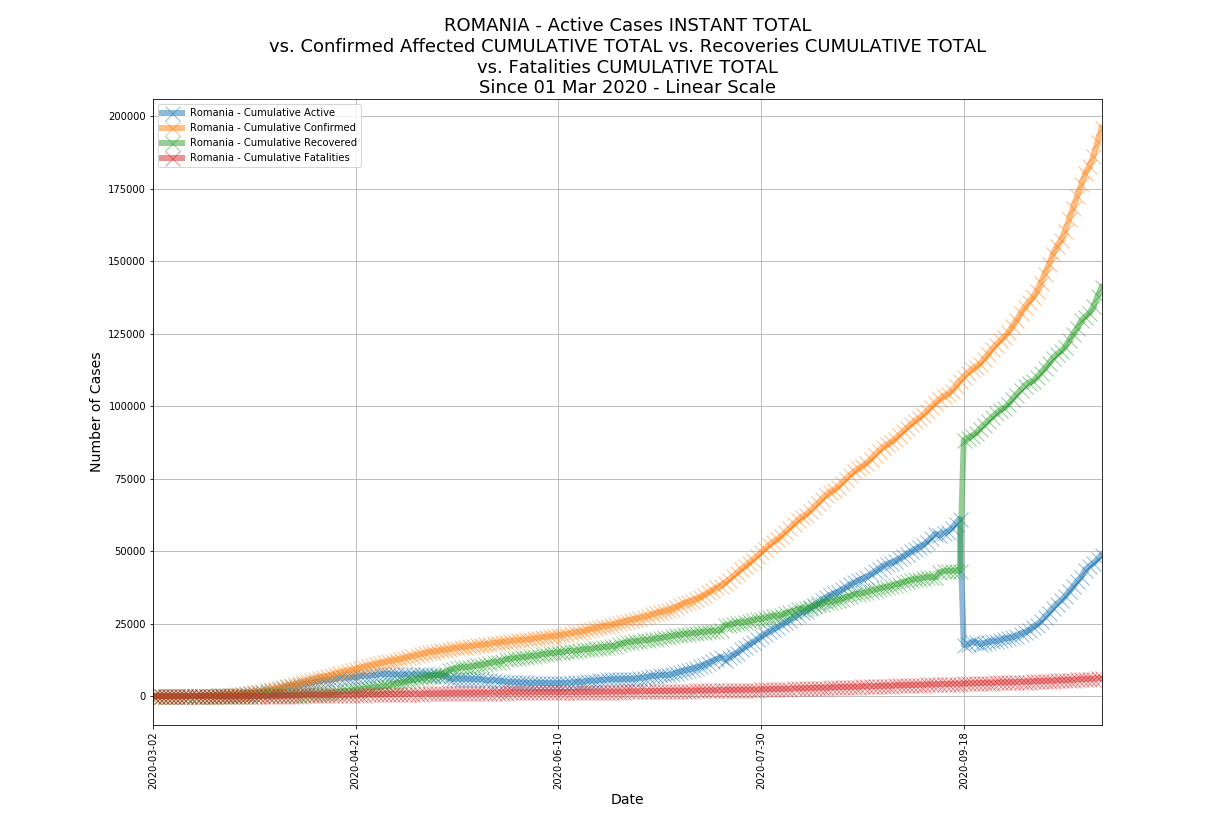 ROMANIA - Active Cases INSTANT TOTAL
vs. Confirmed Affected CUMULATIVE TOTAL vs. Recoveries CUMULATIVE TOTAL
vs. Fatalities CUMULATIVE TOTAL
Since 01 Mar 2020 - Linear Scale
Romania - Cumulative Active
Romania - Cumulative Confirmed
Romania - Cumulative Recovered
Romania - Cumulative Fatalities
200000
175000
150000
125000
100000
75000
50000
25000
0
Number of Cases
2020-03-02
2020-04-21
2020-06-10
2020-07-30
2020-09-18
Date